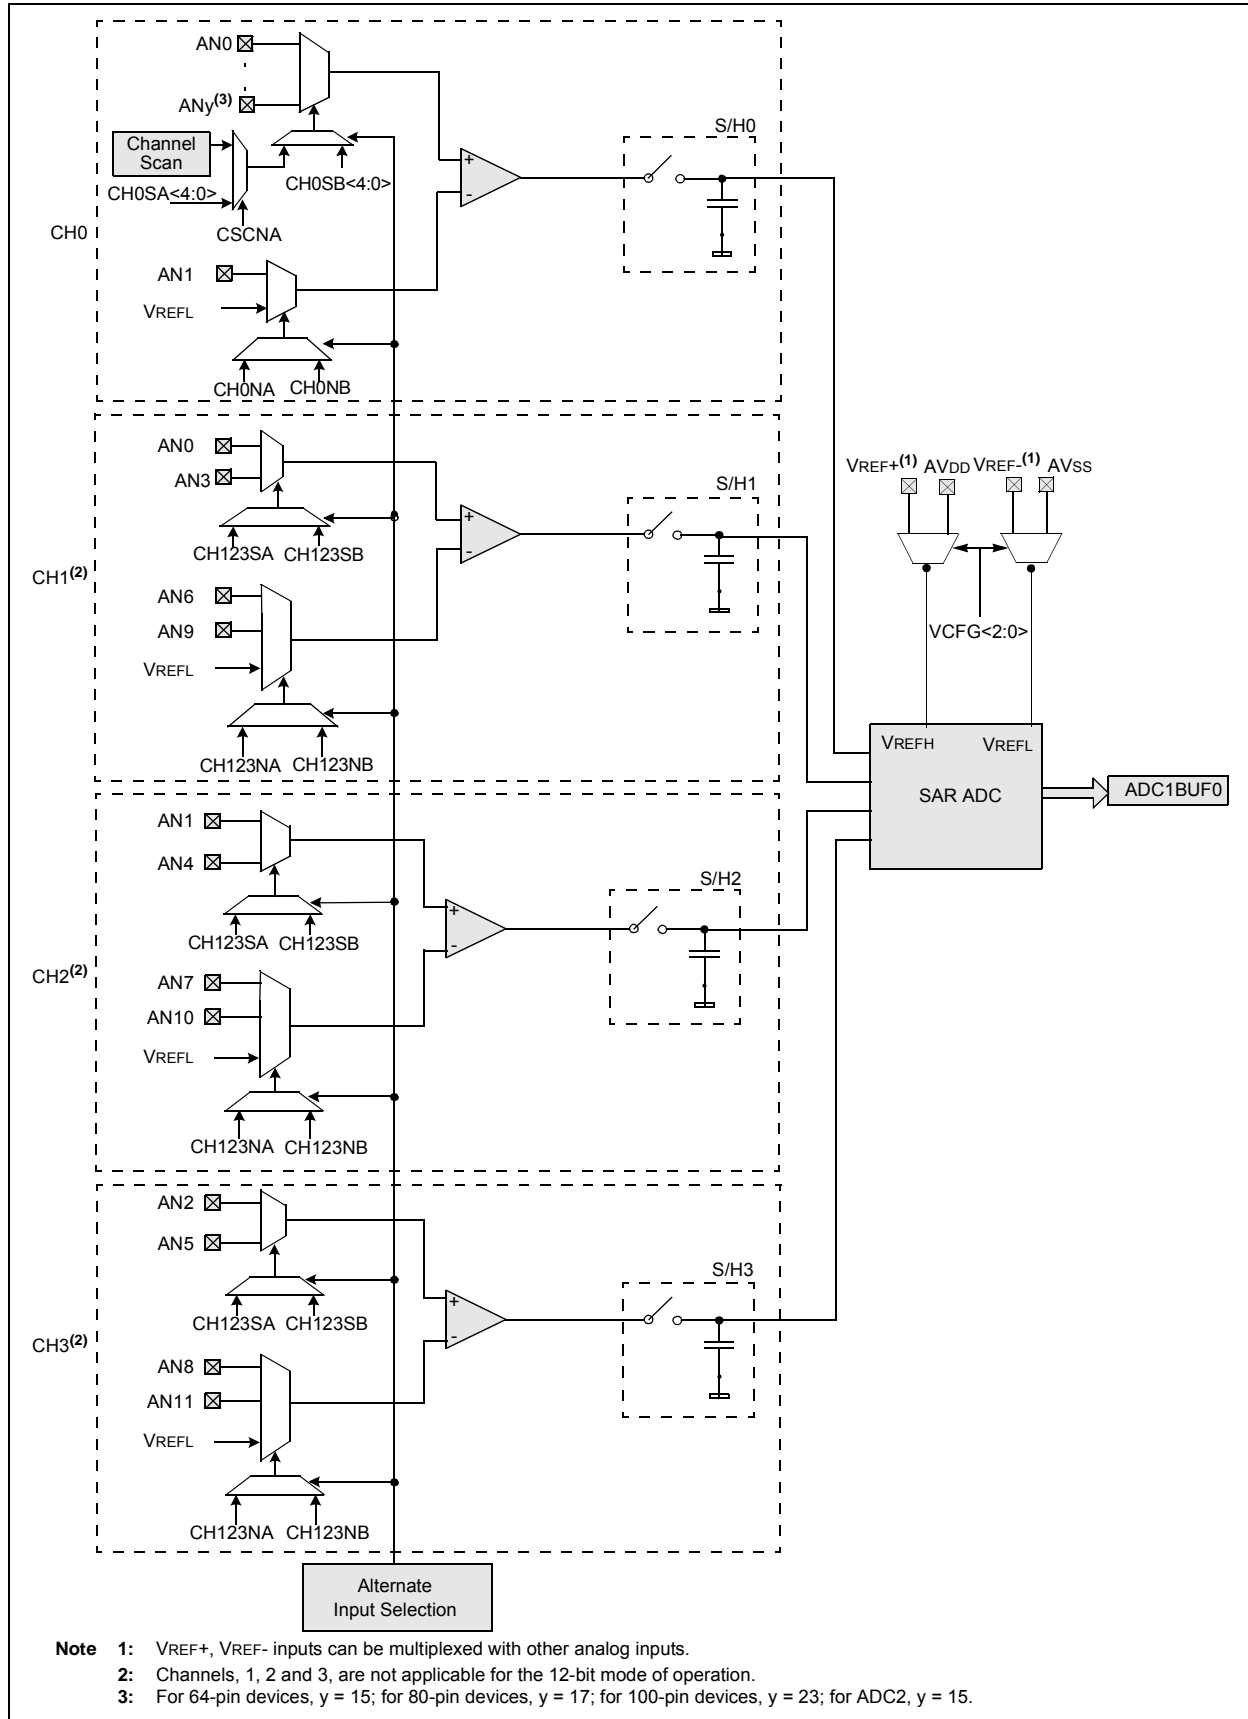 AN0
ANy(3)
Channel
Scan
CH0SA<4:0>
CSCNA
CH0SB<4:0>
+
-
S/H0
CH0
AN1
VREFL
CH0NA
CH0NB
AN0
AN3
CH123SA
CH123SB
+
-
S/H1
CH1(2)
AN6
AN9
VREFL
CH123NA
CH123NB
VREF+(1)
AVDD
VREF-(1)
AVSS
VCFG<2:0>
VREFH
VREFL
SAR ADC
ADC1BUF0
AN1
AN4
CH123SA
CH123SB
+
-
S/H2
CH2(2)
AN7
AN10
VREFL
CH123NA
CH123NB
AN2
AN5
CH123SA
CH123SB
+
-
S/H3
CH3(2)
AN8
AN11
VREFL
CH123NA
CH123NB
Alternate
Input Selection
Note 1: VREF+, VREF- inputs can be multiplexed with other analog inputs.
2: Channels, 1, 2 and 3, are not applicable for the 12-bit mode of operation.
3: For 64-pin devices, y = 15; for 80-pin devices, y = 17; for 100-pin devices, y = 23; for ADC2, y = 15.